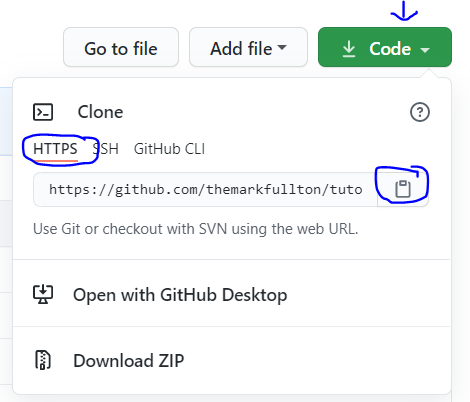 Go to file Add file Code
Clone
HTTPS SSH GitHub CLI
https://github.com/themarkfullton/tuto
Use Git or checkout with SVN using the web URL.
Open with GitHub Desktop
Download ZIP